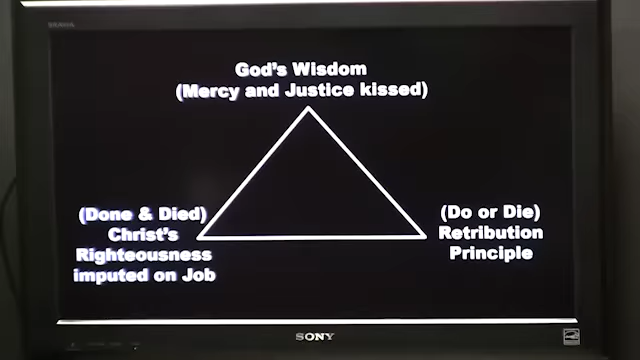 God's Wisdom
(Mercy and Justice kissed)
(Done & Died)
Christ's
Righteousness
imputed on Job
(Do or Die)
Retribution
Principle
SONY